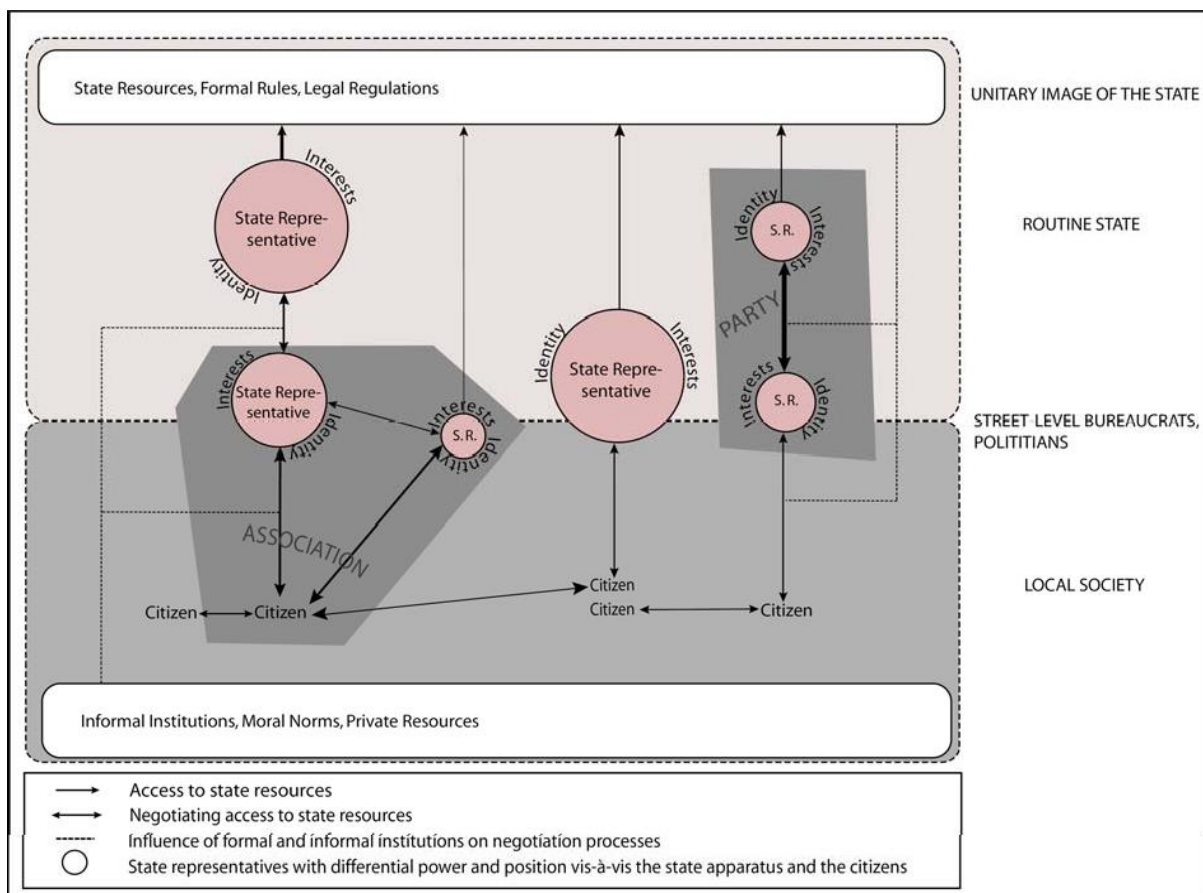 State Resources, Formal Rules, Legal Regulations
UNITARY IMAGE OF THE STATE
Interests
State Repre-
sentative
Identity
Identity
S. R.
Interests
ROUTINE STATE
PARTY
Interests
State Repre-
sentative
Identity
Interests
S. R.
Identity
Identity
State Repre-
sentative
Interests
Interests
S. R.
Identity
STREET-LEVEL BUREAUCRATS,
POLITITIANS
ASSOCIATION
Citizen
Citizen
Citizen
Citizen
Citizen
LOCAL SOCIETY
Informal Institutions, Moral Norms, Private Resources
Access to state resources
Negotiating access to state resources
Influence of formal and informal institutions on negotiation processes
State representatives with differential power and position vis-à-vis the state apparatus and the citizens